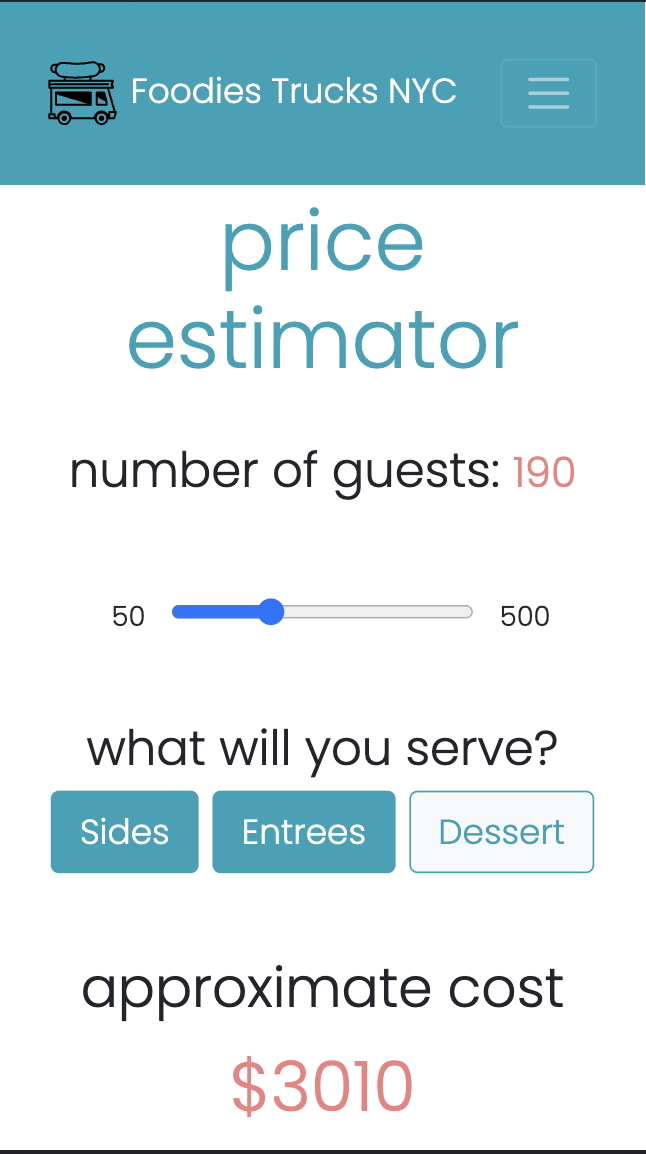 Foodies Trucks NYC
price
estimator
number of guests: 190
50 500
what will you serve?
Sides Entrees Dessert
approximate cost
$3010